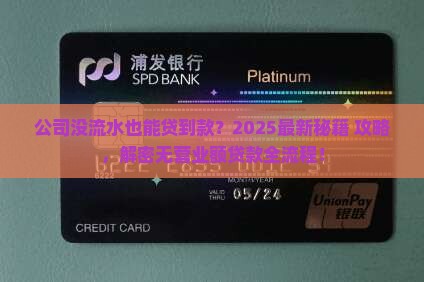 浦发银行
SPD BANK
Platinum
公司没流水也能贷到款？2025最新秘籍 攻略
，解密无营业额贷款全流程！
MONTH/YEAR
VALID THRU 05/24
CREDIT CARD
UnionPay
银联